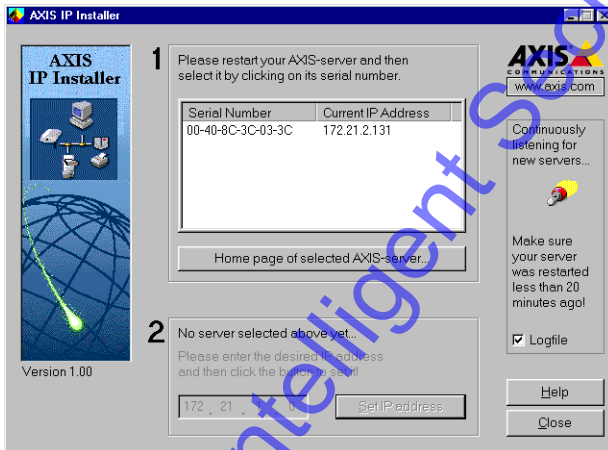 AXIS IP Installer
AXIS
IP Installer
Version 1.00
1
Please restart your AXIS-server and then
select it by clicking on its serial number.
Serial Number Current IP Address
00-40-8C-3C-03-3C 172.21.2.131
Home page of selected AXIS-server...
2
No server selected above yet...
Please enter the desired IP address
and then click the button to set it!
172 . 21 . . 0
Set IP address
AXIS
COMMUNICATIONS
www.axis.com
Continuously
listening for
new servers...
Make sure
your server
was restarted
less than 20
minutes ago!
Logfile
Help
Close
Intelligent